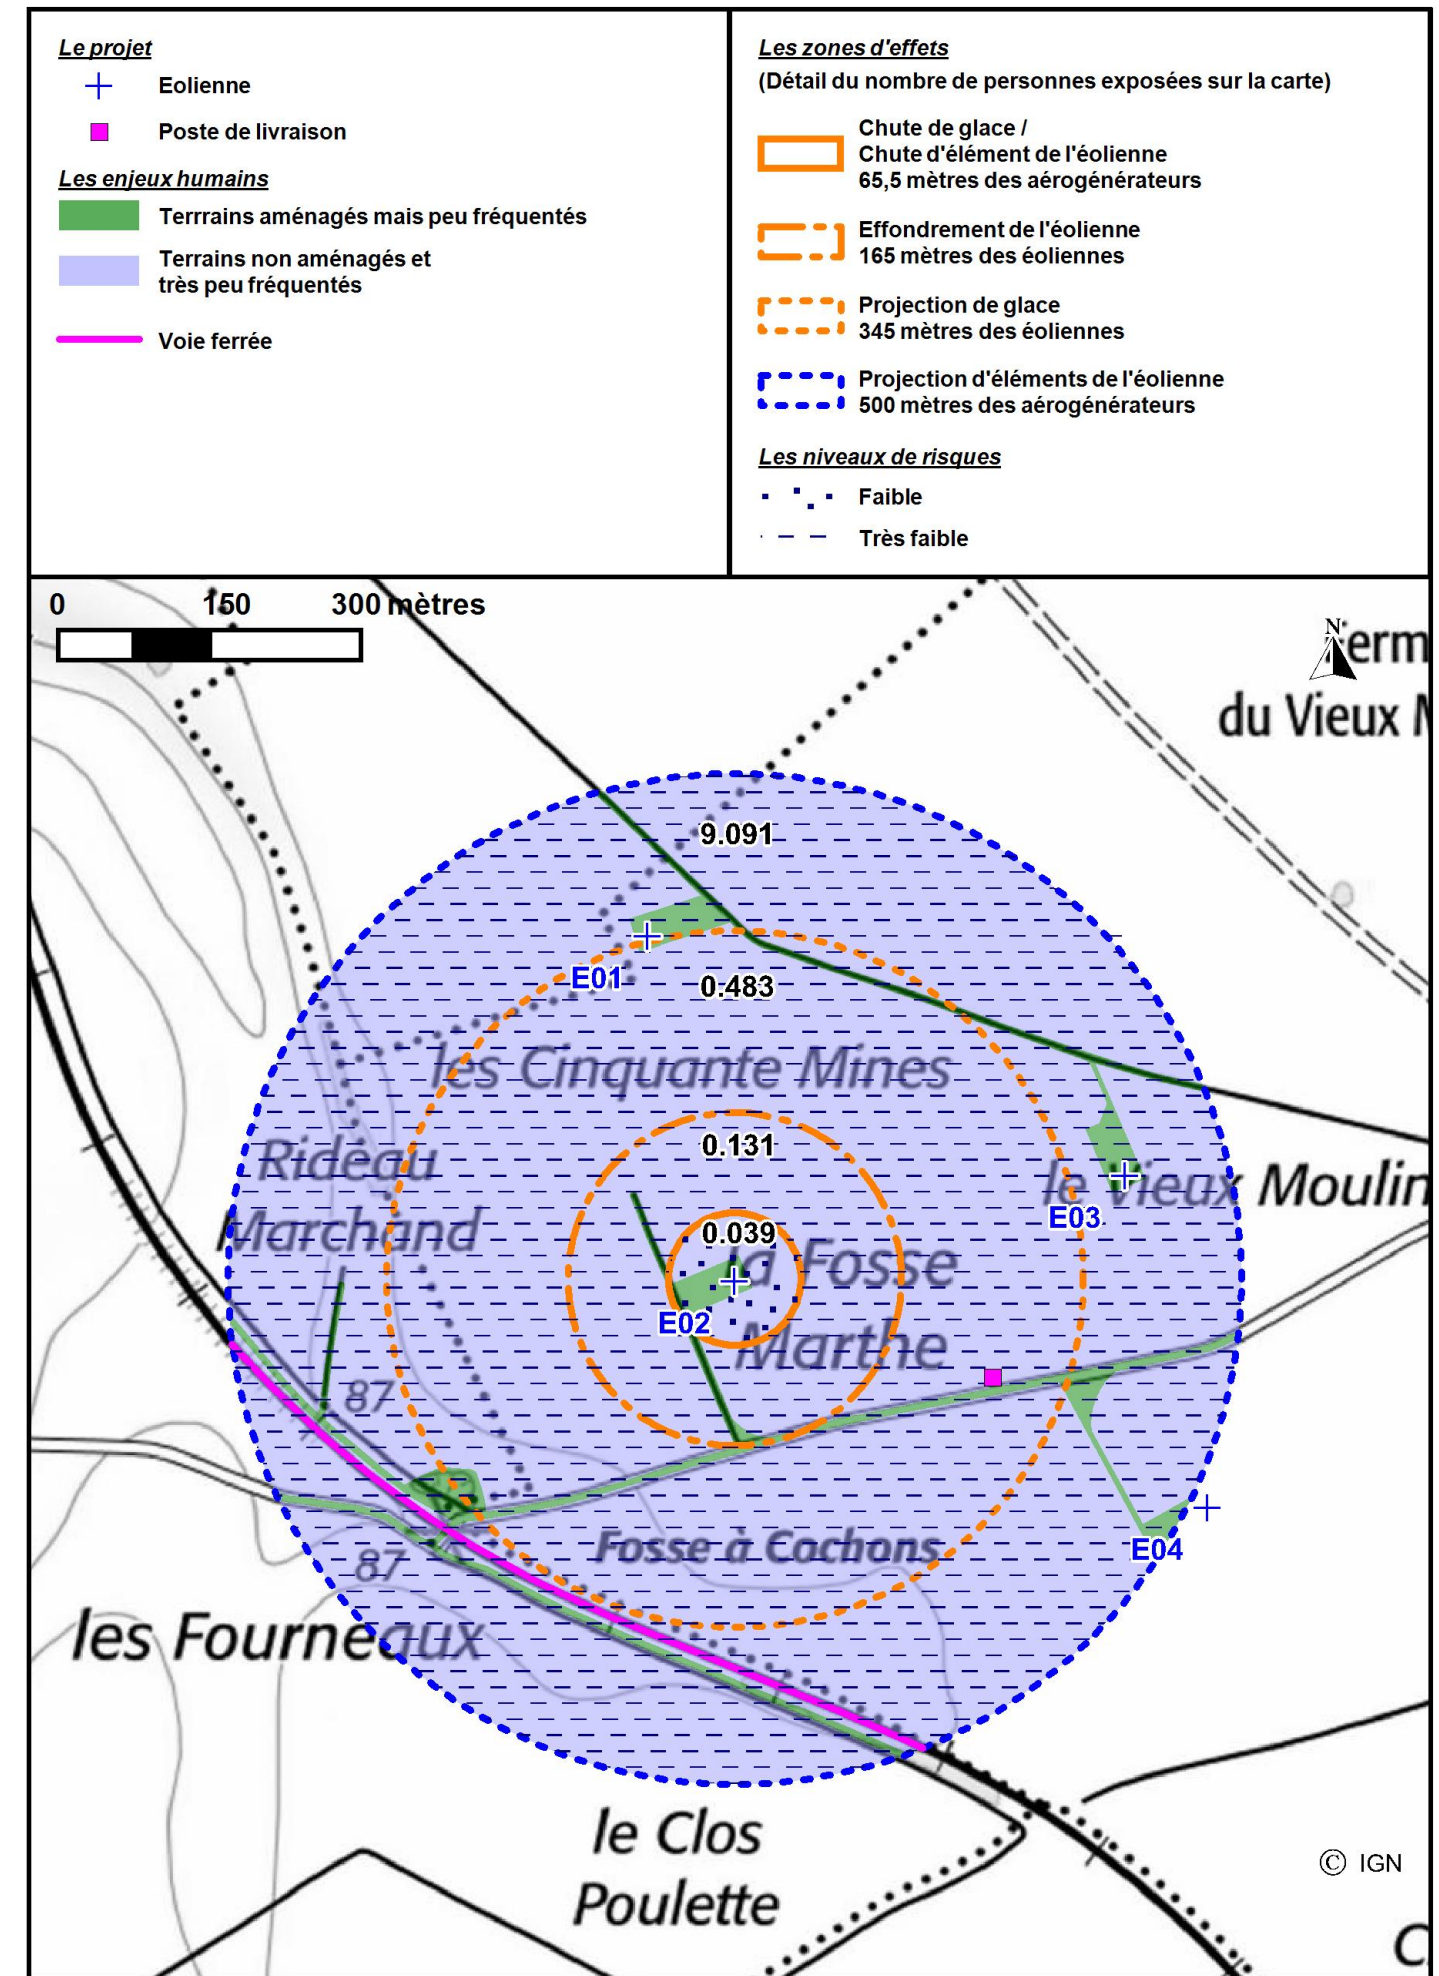 Le projet
Eolienne
Poste de livraison
Les enjeux humains
Terrrains aménagés mais peu fréquentés
Terrains non aménagés et
très peu fréquentés
Voie ferrée
Les zones d'effets
(Détail du nombre de personnes exposées sur la carte)
Chute de glace /
Chute d'élément de l'éolienne
65,5 mètres des aérogénérateurs
Effondrement de l'éolienne
165 mètres des éoliennes
Projection de glace
345 mètres des éoliennes
Projection d'éléments de l'éolienne
500 mètres des aérogénérateurs
Les niveaux de risques
Faible
Très faible
0 150 300 mètres
N
du Vieux
9.091
E01
0.483
les Cinquante Mines
0.131
Rideau
Marchand
le Vieux Moulin
E03
0.039
la Fosse
E02
Marthe
87
Fosse à Cochons
E04
87
les Fourneaux
le Clos
Poulette
© IGN